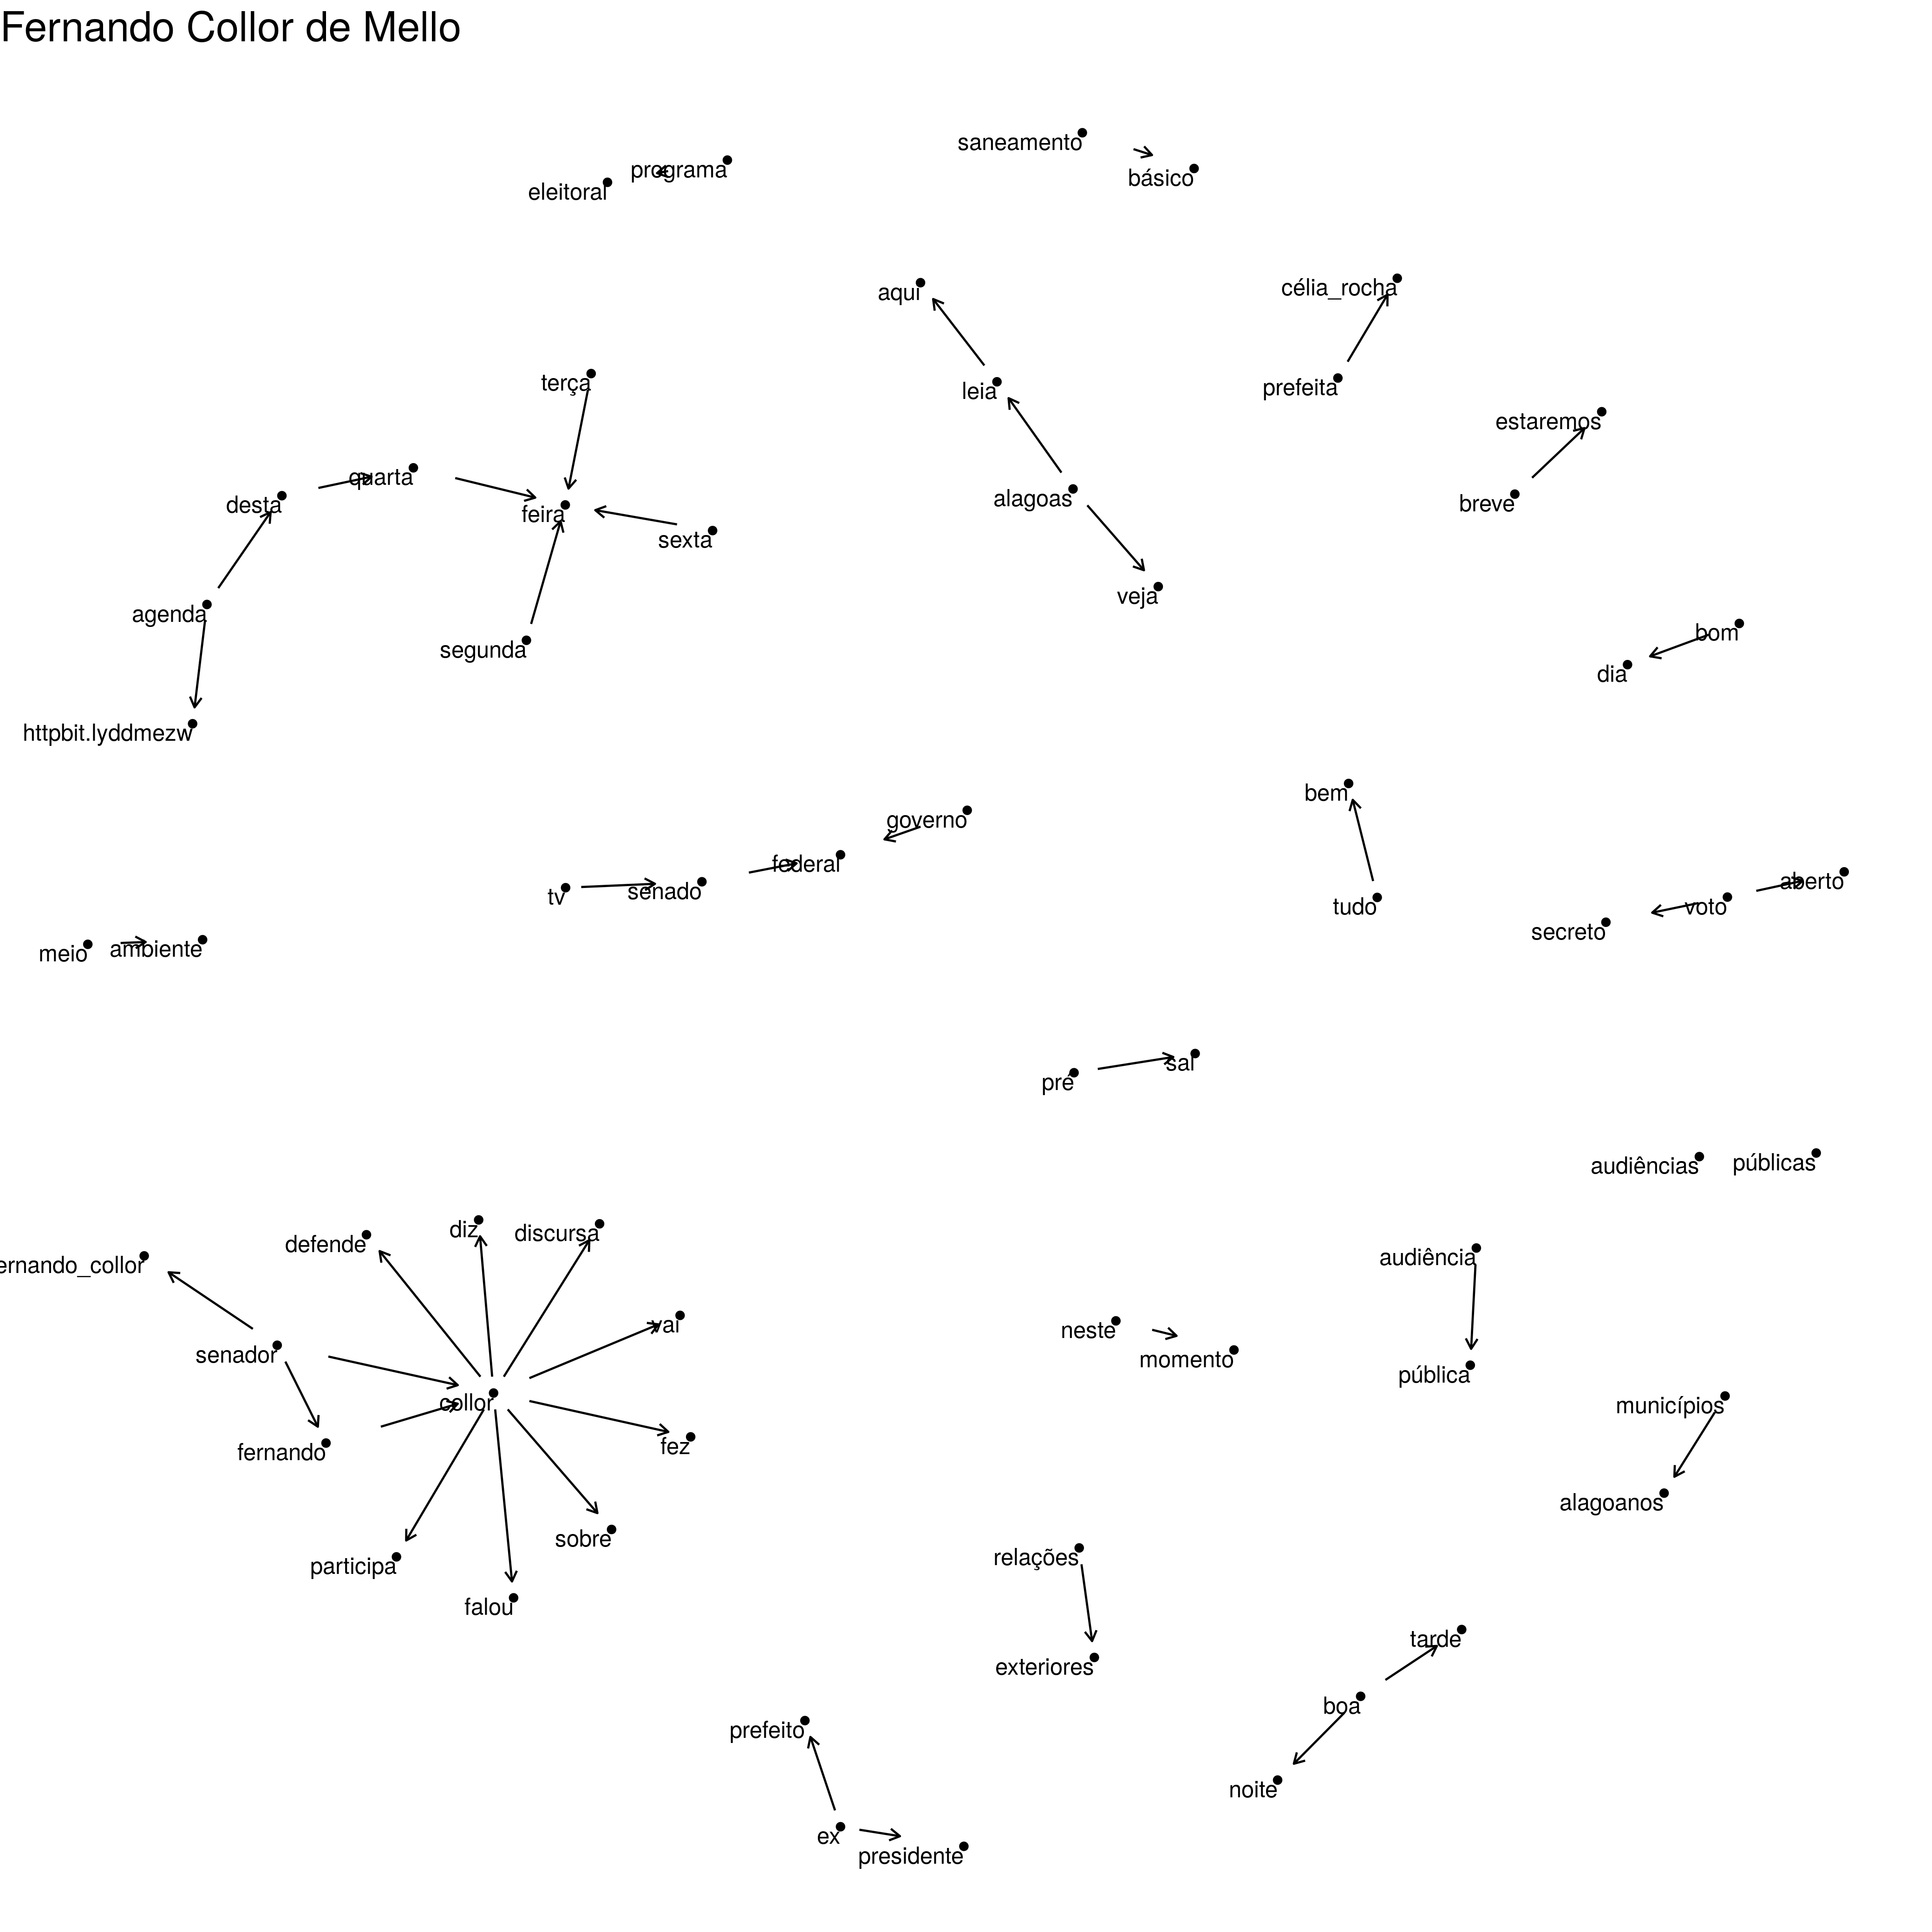 Fernando Collor de Mello
saneamento
básico
programa
eleitoral
aqui
célia_rocha
terça
leia
prefeita
estaremos
quarta
desta
feira
alagoas
breve
sexta
veja
agenda
segunda
bom
dia
httpbit.lyddmezw
bem
governo
federal
tv
senado
tudo
aberto
voto
secreto
meio
ambiente
pré
sal
audiências
públicas
defende
diz
discursa
audiência
ernando_collor
vai
neste
senador
momento
pública
collor
municípios
fernando
fez
alagoanos
sobre
participa
relações
falou
tarde
exteriores
boa
prefeito
noite
ex
presidente